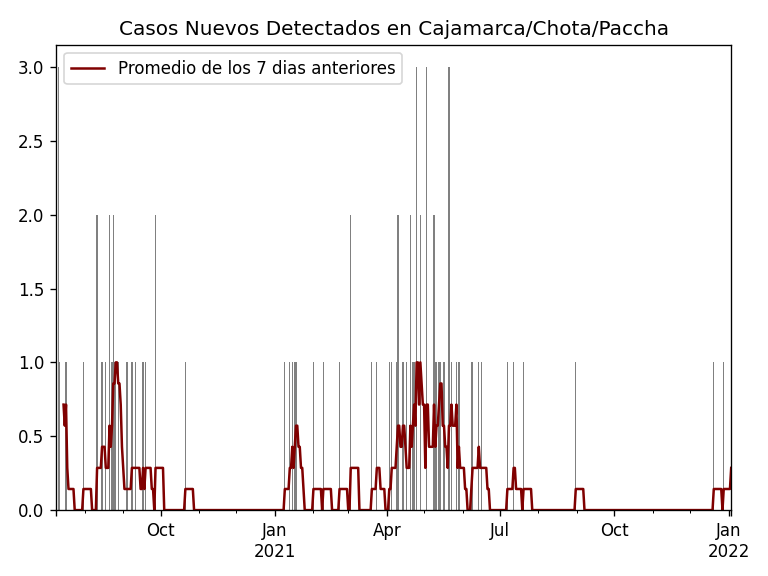 Casos Nuevos Detectados en Cajamarca/Chota/Paccha
Promedio de los 7 dias anteriores
3.0
2.5
2.0
1.5
1.0
0.5
0.0
Oct Jan Apr Jul Oct Jan
2021 2022